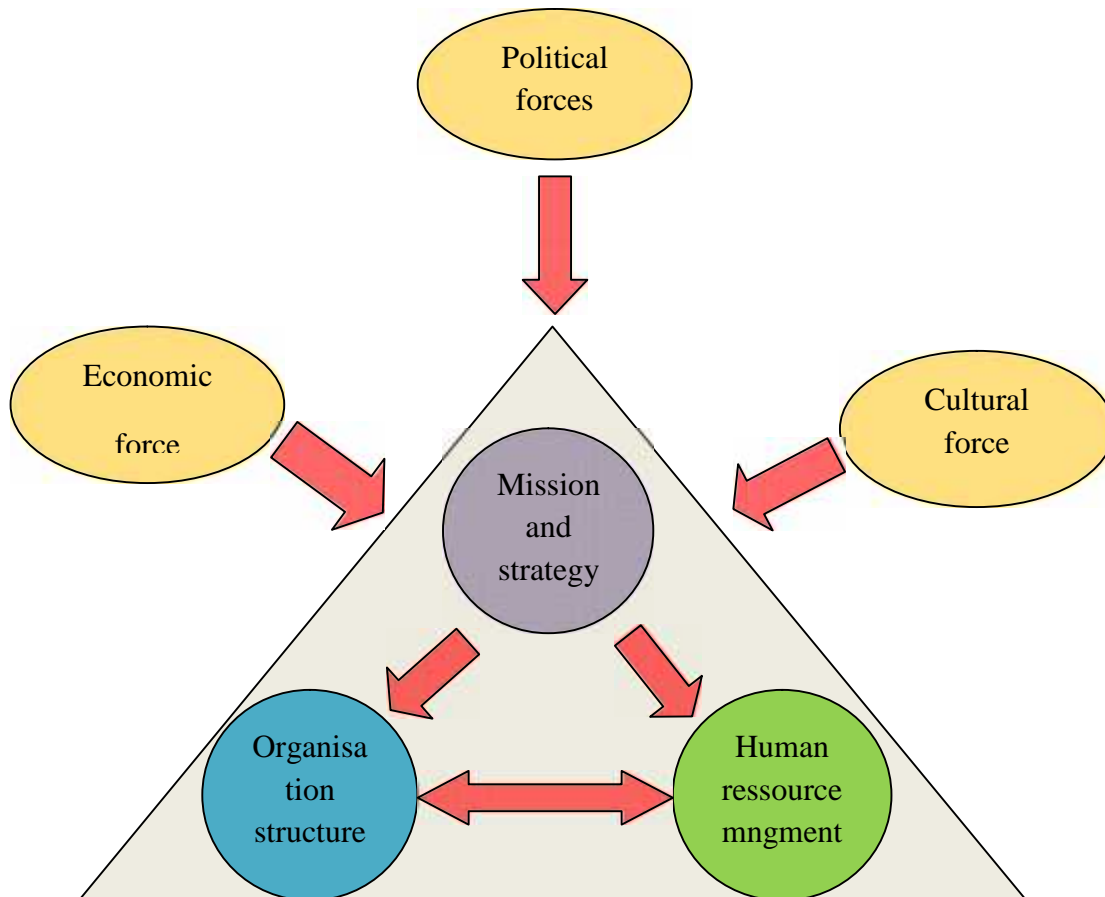 Political
forces
Economic
force
Cultural
force
Mission
and
strategy
Organisa
tion
structure
Human
ressource
mngment